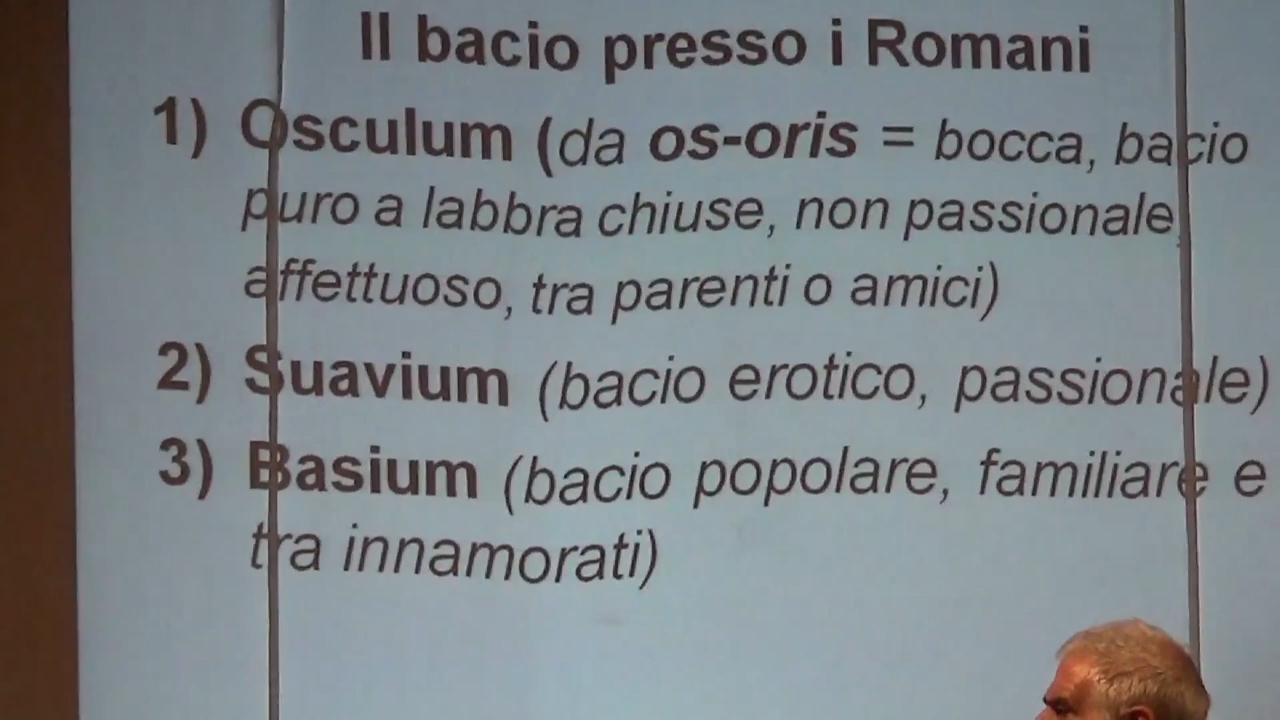 Il bacio presso i Romani
1) Osculum (da os-oris = bocca, bacio
puro a labbra chiuse, non passionale,
affettuoso, tra parenti o amici)
2) Suavium (bacio erotico, passionale)
3) Basium (bacio popolare, familiare e
tra innamorati)